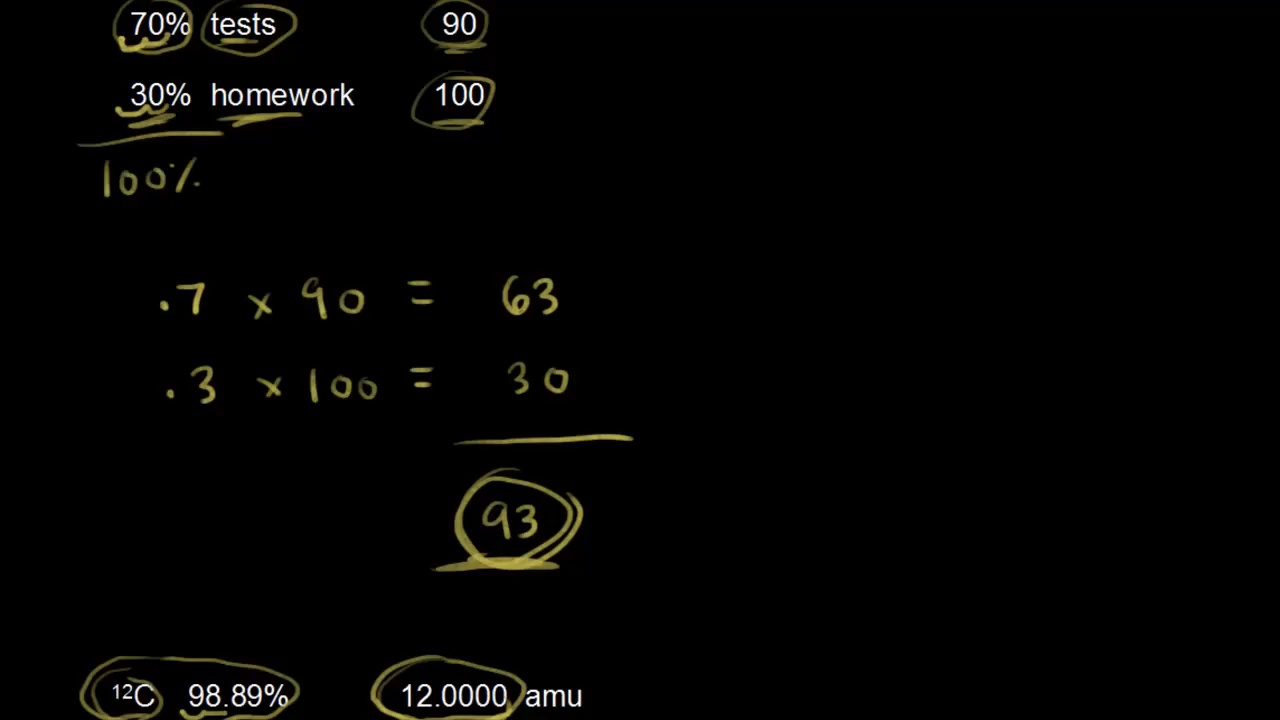 70% tests 90
30% homework 100
100%
.7 x 90 = 63
.3 x 100 = 30
93
¹²C 98.89% 12.0000 amu